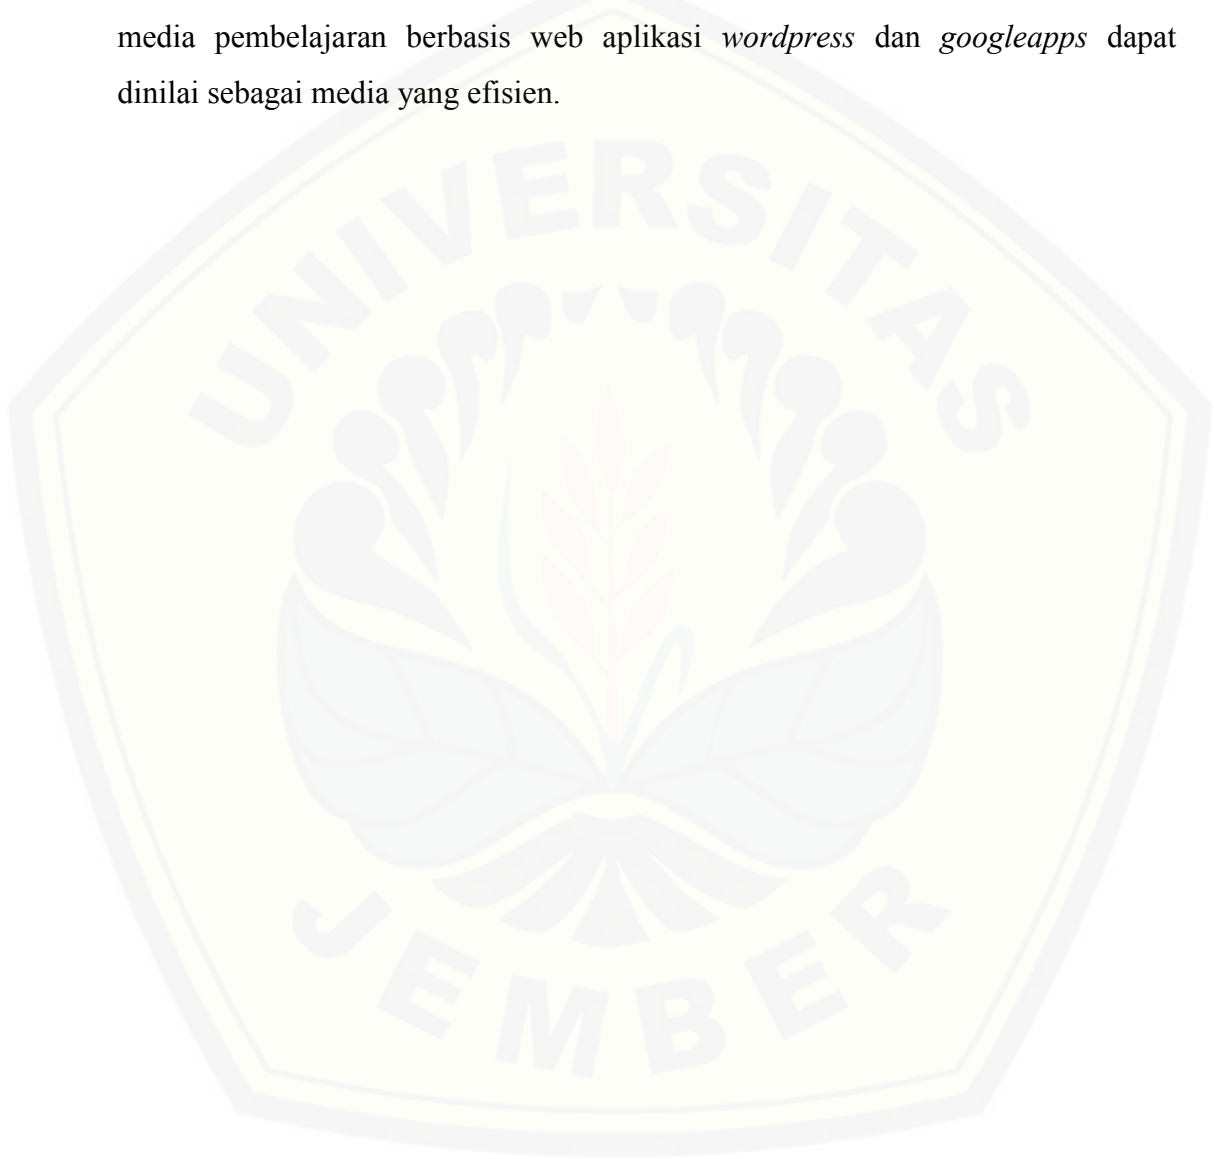 media pembelajaran berbasis web aplikasi wordpress dan googleapps dapat
dinilai sebagai media yang efisien.
UNIVERSITAS
JEMBER